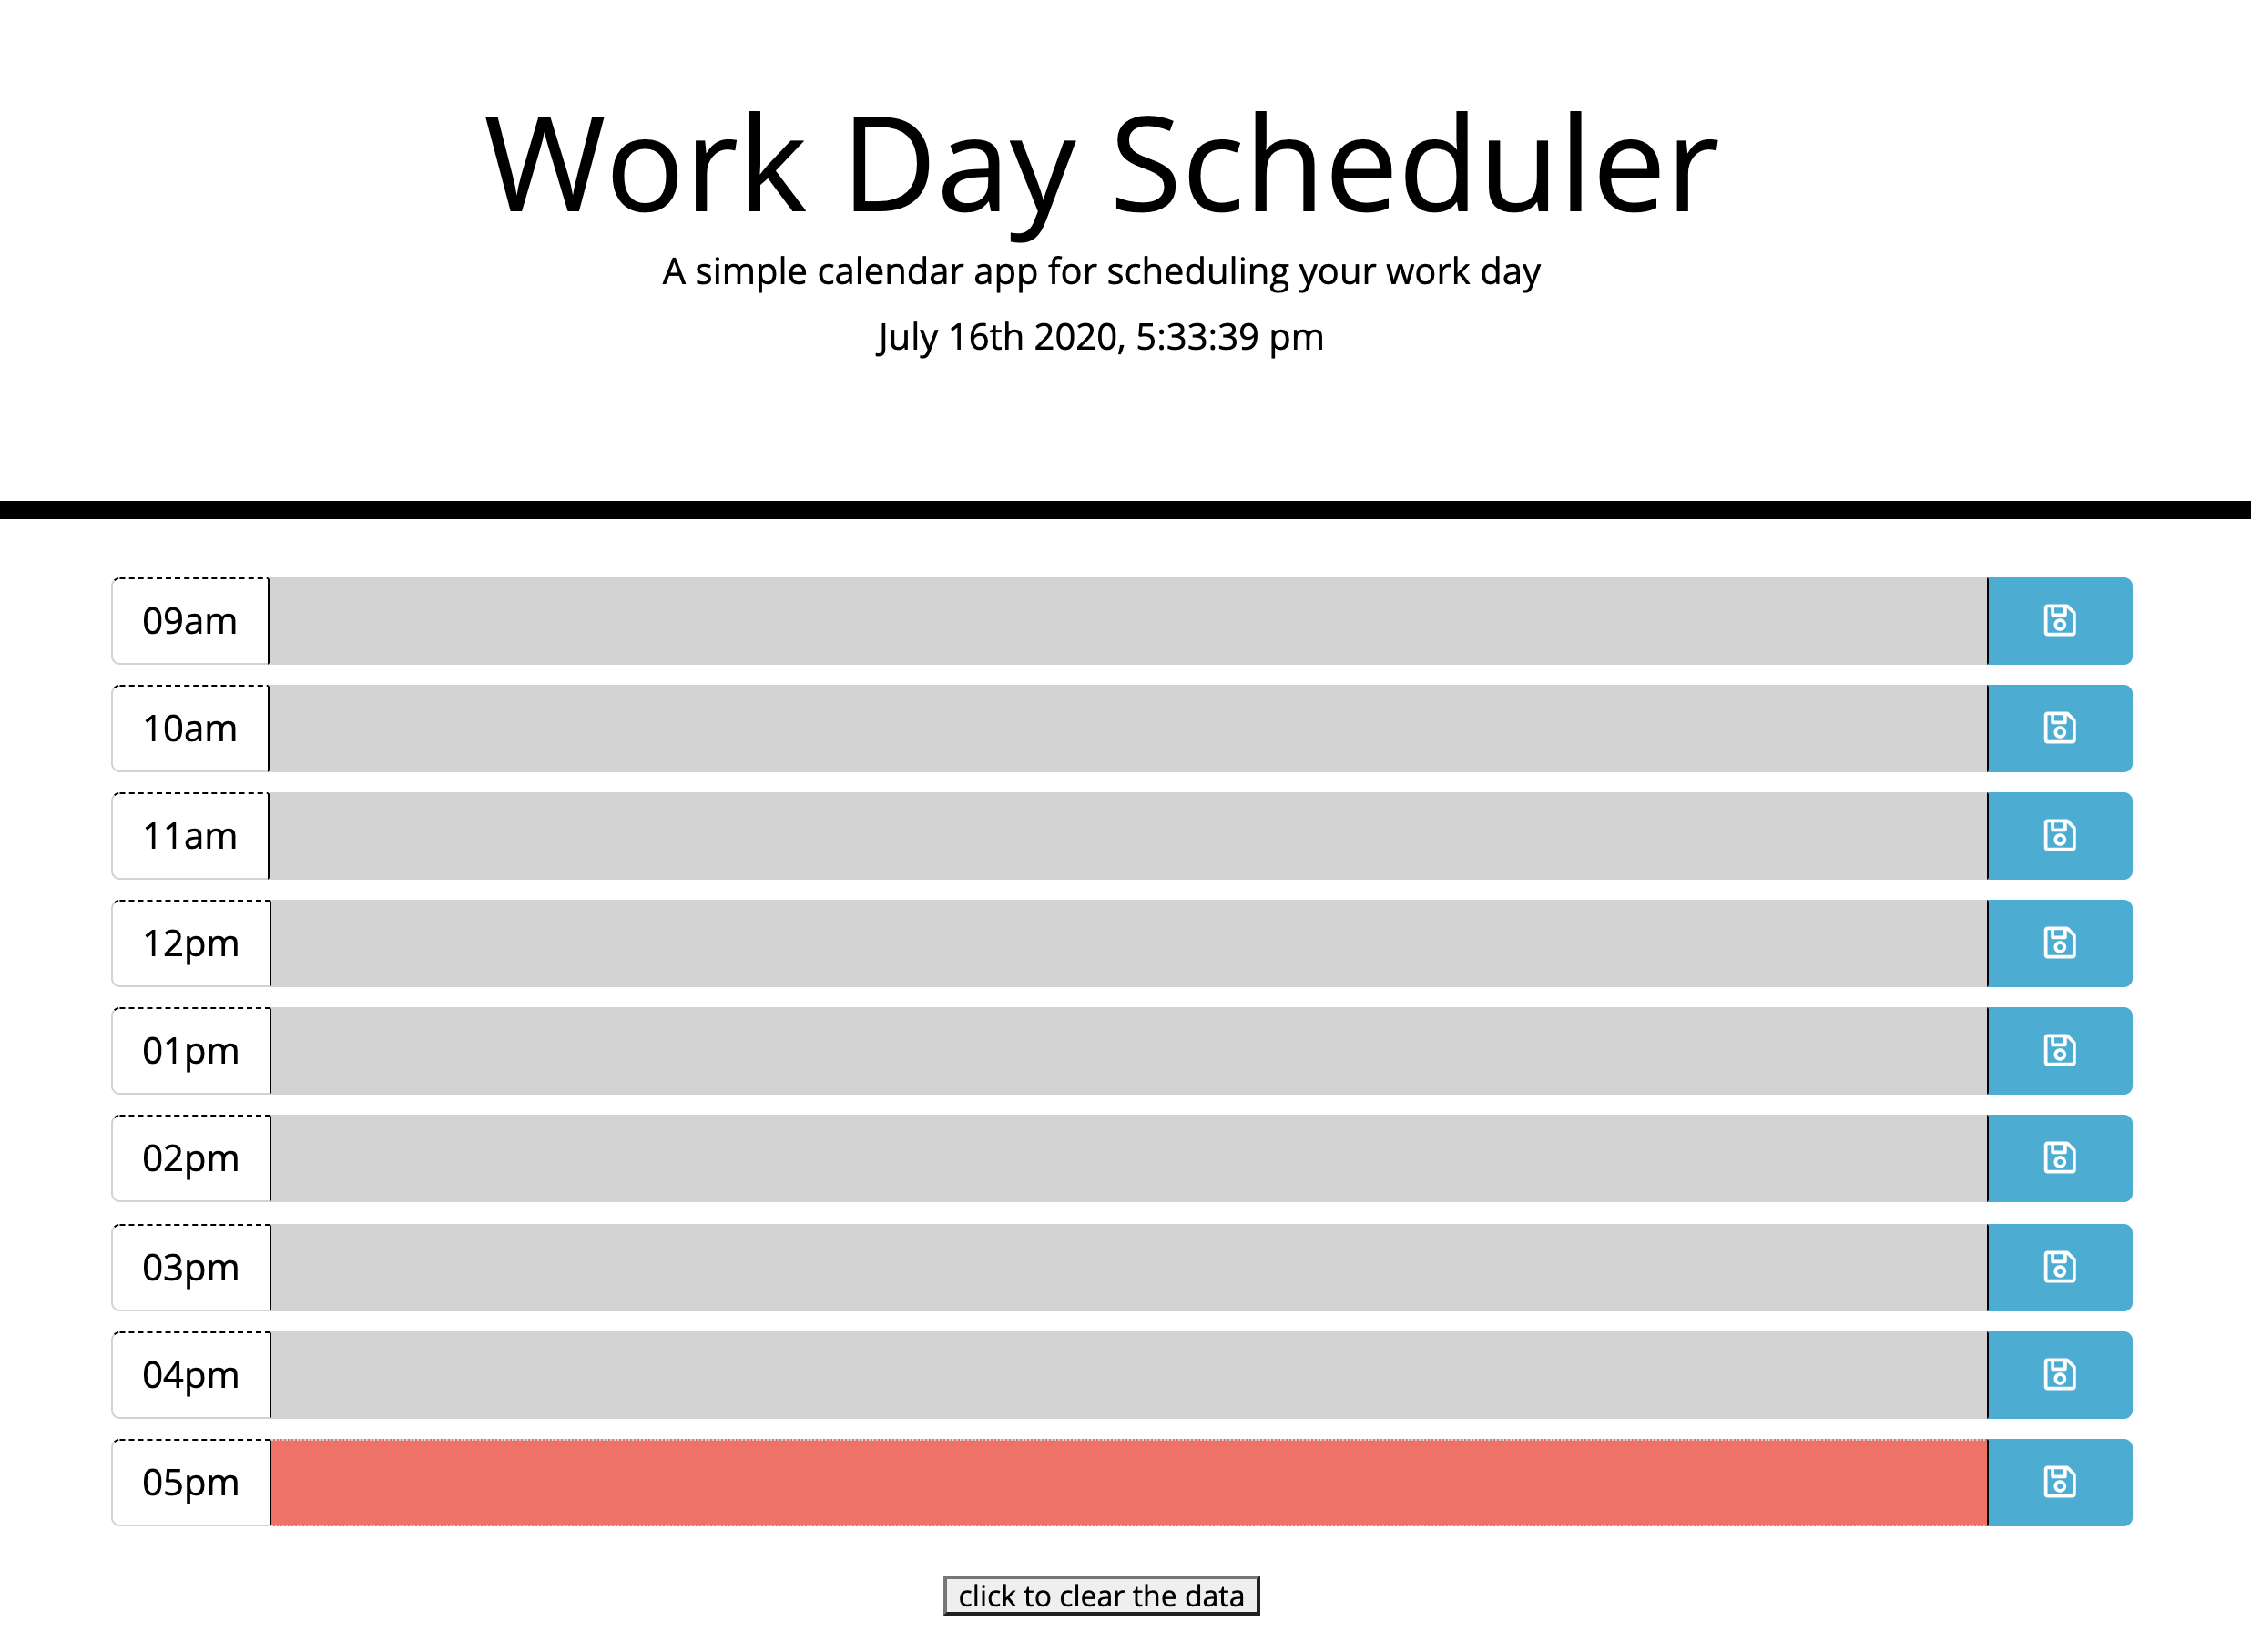 Work Day Scheduler
A simple calendar app for scheduling your work day
July 16th 2020, 5:33:39 pm
09am
10am
11am
12pm
01pm
02pm
03pm
04pm
05pm
click to clear the data